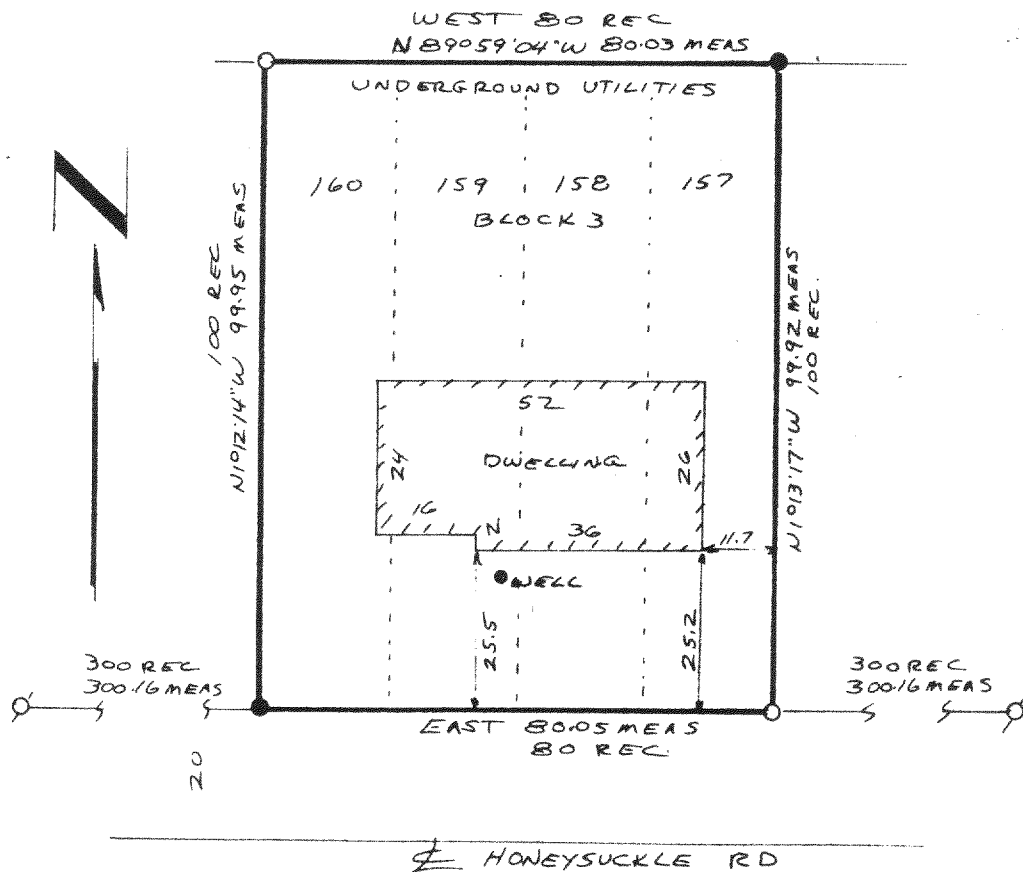 WEST 80 REC
N 89°59'04"W 80.03 MEAS
UNDERGROUND UTILITIES
160 159 158 157
BLOCK 3
N
100 REC
N1°12'14"W 99.95 MEAS
N1°13'17"W 99.92 MEAS
100 REC.
52
24
DWELLING
26
16
2
36
11.7
WELL
25.5
25.2
300 REC
300.16 MEAS
300 REC
300.16 MEAS
EAST 80.05 MEAS
80 REC.
20
℄ HONEYSUCKLE RD